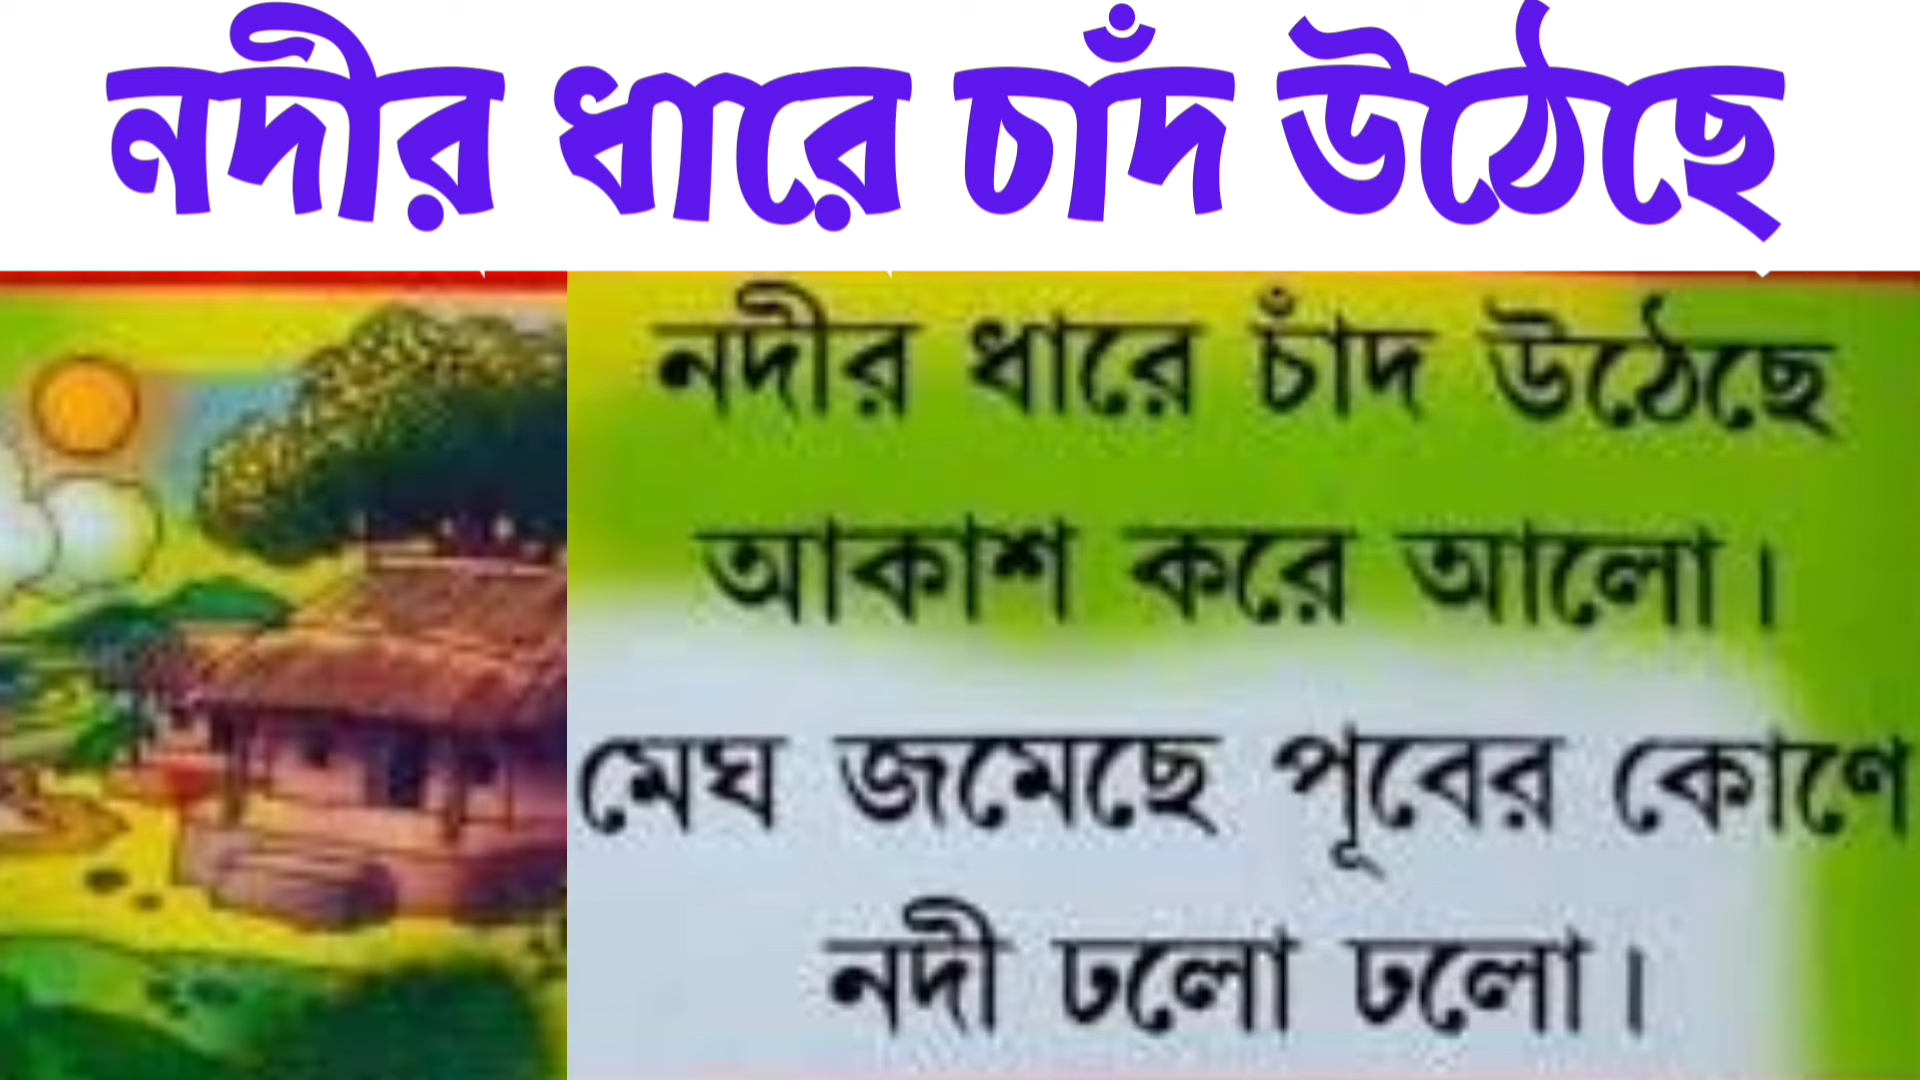 নদীর ধারে চাঁদ উঠেছে
নদীর ধারে চাঁদ উঠেছে
আকাশ করে আলো।
মেঘ জমেছে পূবের কোণে
নদী ঢলো ঢলো।